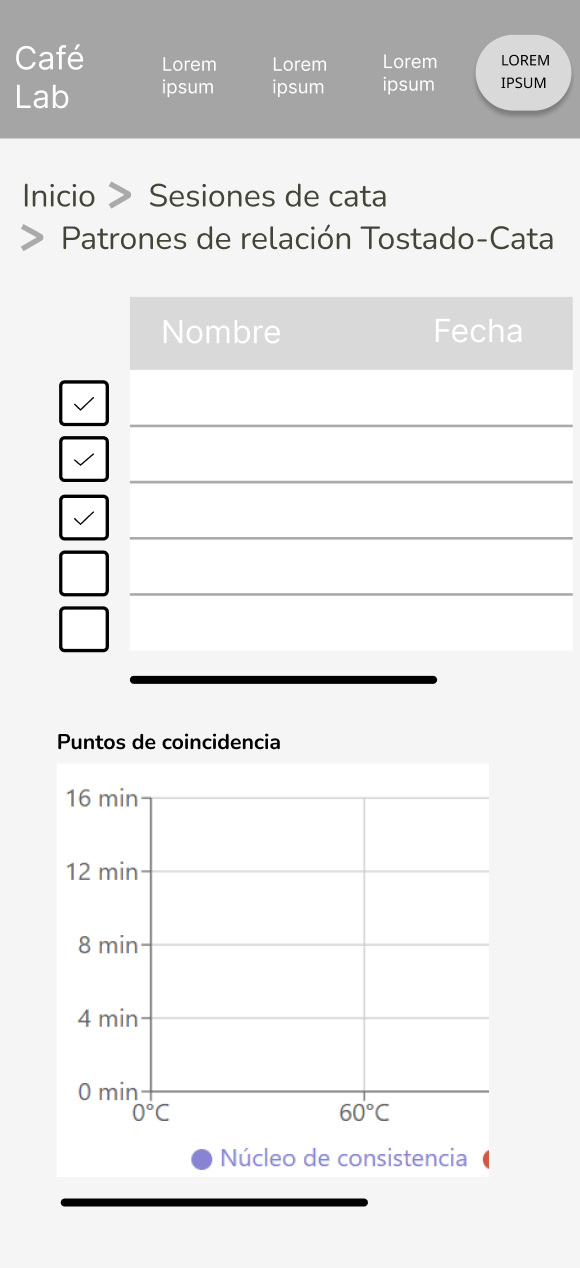 Café
Lab
Lorem
ipsum
Lorem
ipsum
Lorem
ipsum
LOREM
IPSUM
Inicio > Sesiones de cata
> Patrones de relación Tostado-Cata
Nombre Fecha
Puntos de coincidencia
16 min
12 min
8 min
4 min
0 min
0°C 60°C
Núcleo de consistencia